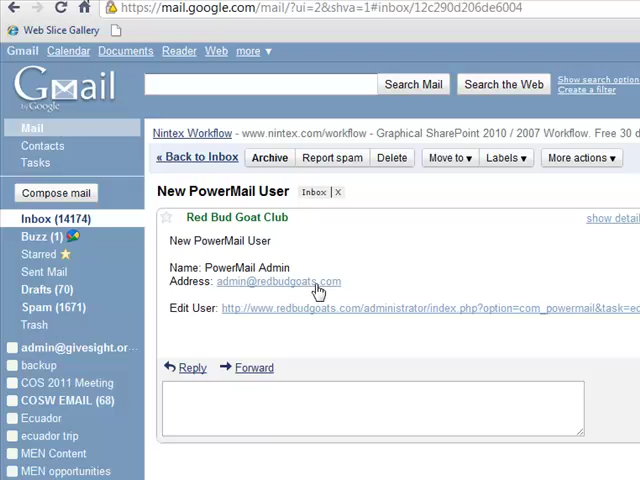 https://mail.google.com/mail/?ui=2&shva=1#inbox/12c290d206de6004
Web Slice Gallery
Gmail Calendar Documents Reader Web more ▼
Gmail
by Google
Search Mail Search the Web
Show search option
Create a filter
Mail
Contacts
Tasks
Compose mail
Inbox (14174)
Buzz (1)
Starred
Sent Mail
Drafts (70)
Spam (1671)
Trash
admin@givesight.or...
backup
COS 2011 Meeting
COSW EMAIL (68)
Ecuador
ecuador trip
MEN Content
MEN opportunities
Nintex Workflow - www.nintex.com/workflow - Graphical SharePoint 2010 / 2007 Workflow. Free 30 d
« Back to Inbox Archive Report spam Delete Move to ▼ Labels ▼ More actions ▼
New PowerMail User Inbox | X
Red Bud Goat Club show detai
New PowerMail User
Name: PowerMail Admin
Address: admin@redbudgoats.com
Edit User: http://www.redbudgoats.com/administrator/index.php?option=com_powermail&task=ec
Reply Forward